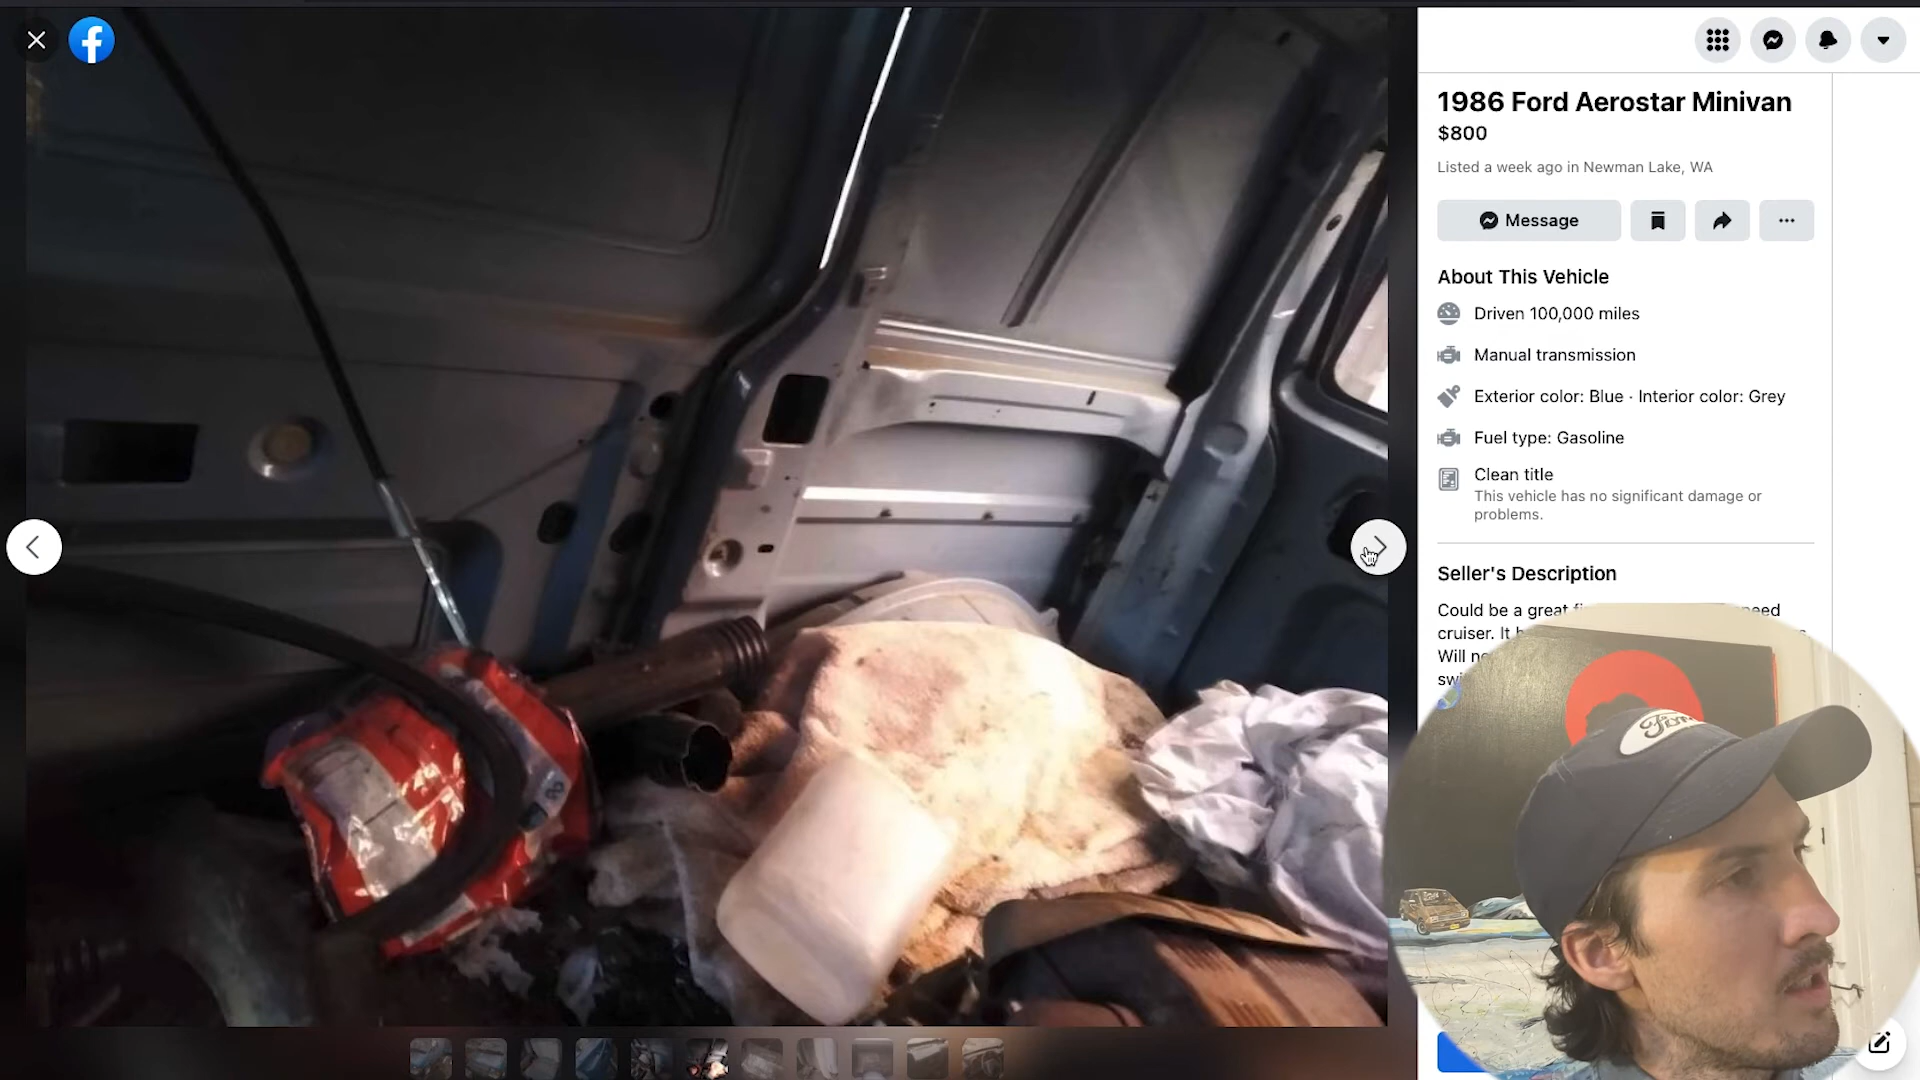 1986 Ford Aerostar Minivan
$800
Listed a week ago in Newman Lake, WA
Message
About This Vehicle
Driven 100,000 miles
Manual transmission
Exterior color: Blue · Interior color: Grey
Fuel type: Gasoline
Clean title
This vehicle has no significant damage or
problems.
Seller's Description
Could be a great
cruiser. It
Will
Ford